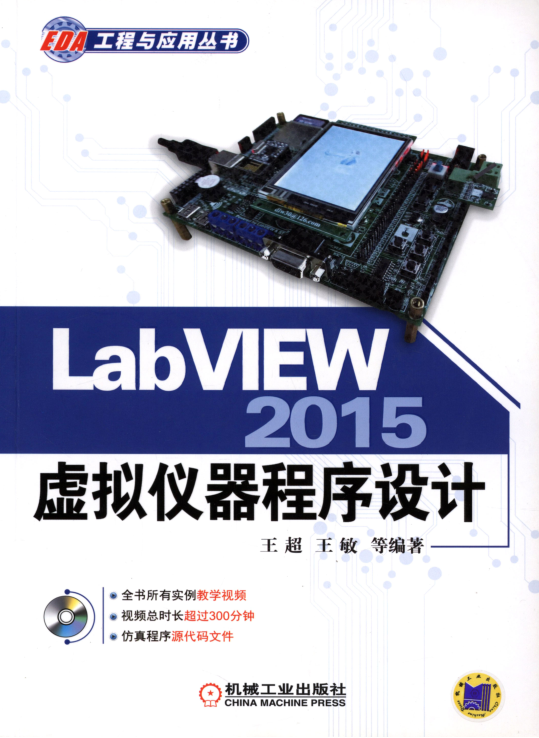 EDA 工程与应用丛书
LabVIEW
2015
虚拟仪器程序设计
王超 王敏 等编著
全书所有实例教学视频
视频总时长超过300分钟
仿真程序源代码文件
机械工业出版社
CHINA MACHINE PRESS